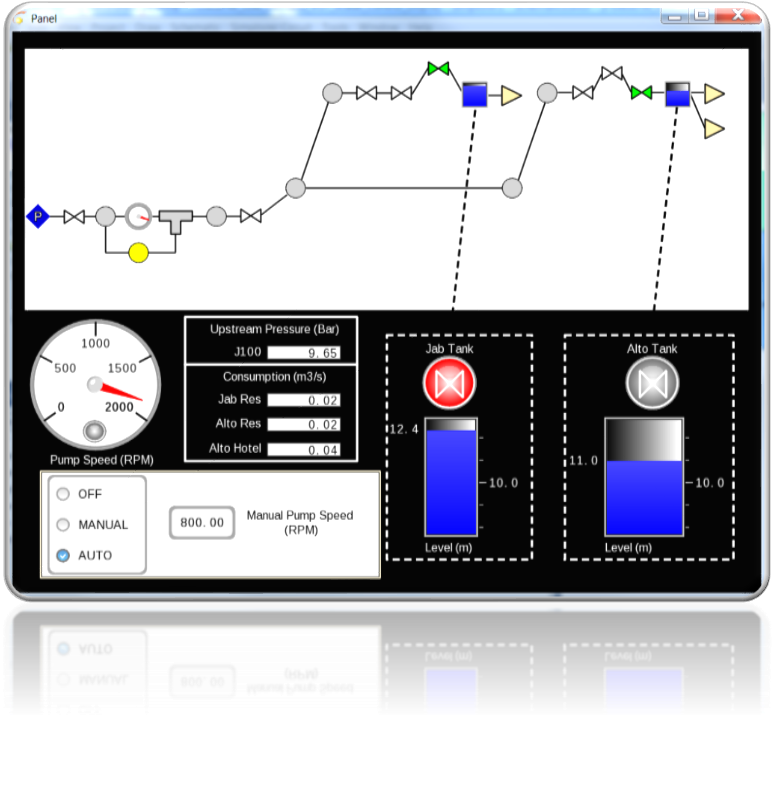 Panel
P
1000
500
1500
0
2000
Pump Speed (RPM)
Upstream Pressure (Bar)
J100 9.65
Consumption (m3/s)
Jab Res 0.02
Alto Res 0.02
Alto Hotel 0.04
OFF
MANUAL
AUTO
800.00
Manual Pump Speed
(RPM)
Jab Tank
12.4
10.0
Level (m)
Alto Tank
11.0
10.0
Level (m)